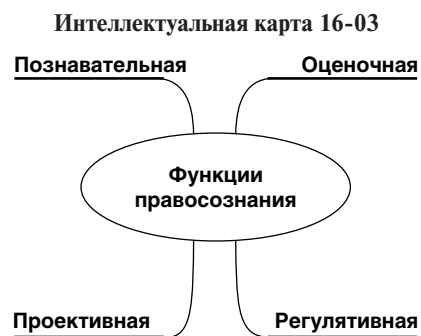 Интеллектуальная карта 16-03
Познавательная
Оценочная
Функции
правосознания
Проективная
Регулятивная